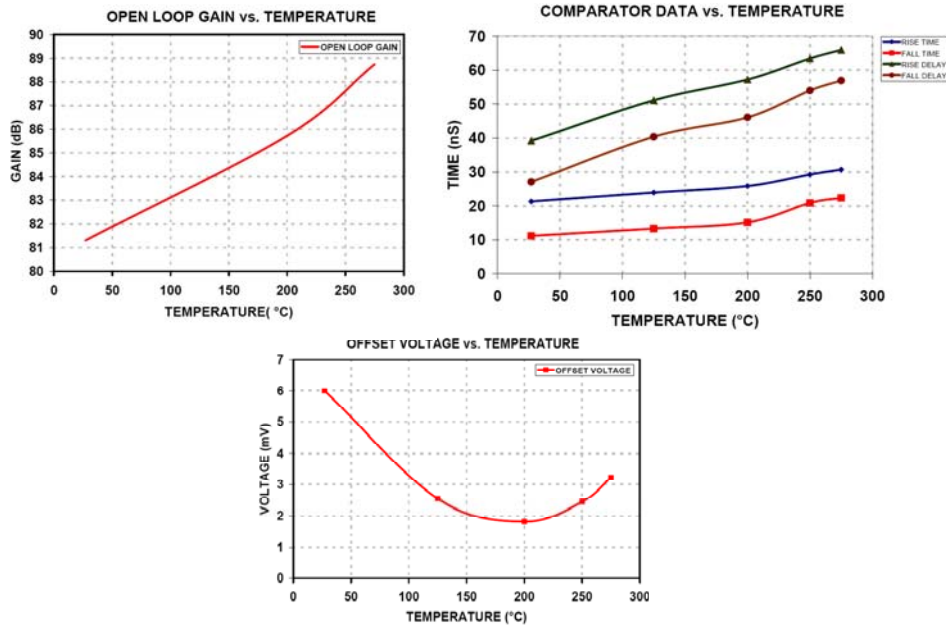 OPEN LOOP GAIN vs. TEMPERATURE
OPEN LOOP GAIN
90
89
88
87
86
85
84
83
82
81
80
GAIN (dB)
0 50 100 150 200 250 300
TEMPERATURE( °C)
COMPARATOR DATA vs. TEMPERATURE
RISE TIME
FALL TIME
RISE DELAY
FALL DELAY
70
60
50
40
30
20
10
0
TIME (nS)
0 50 100 150 200 250 300
TEMPERATURE (°C)
OFFSET VOLTAGE vs. TEMPERATURE
OFFSET VOLTAGE
7
6
5
4
3
2
1
0
VOLTAGE (mV)
0 50 100 150 200 250 300
TEMPERATURE (°C)